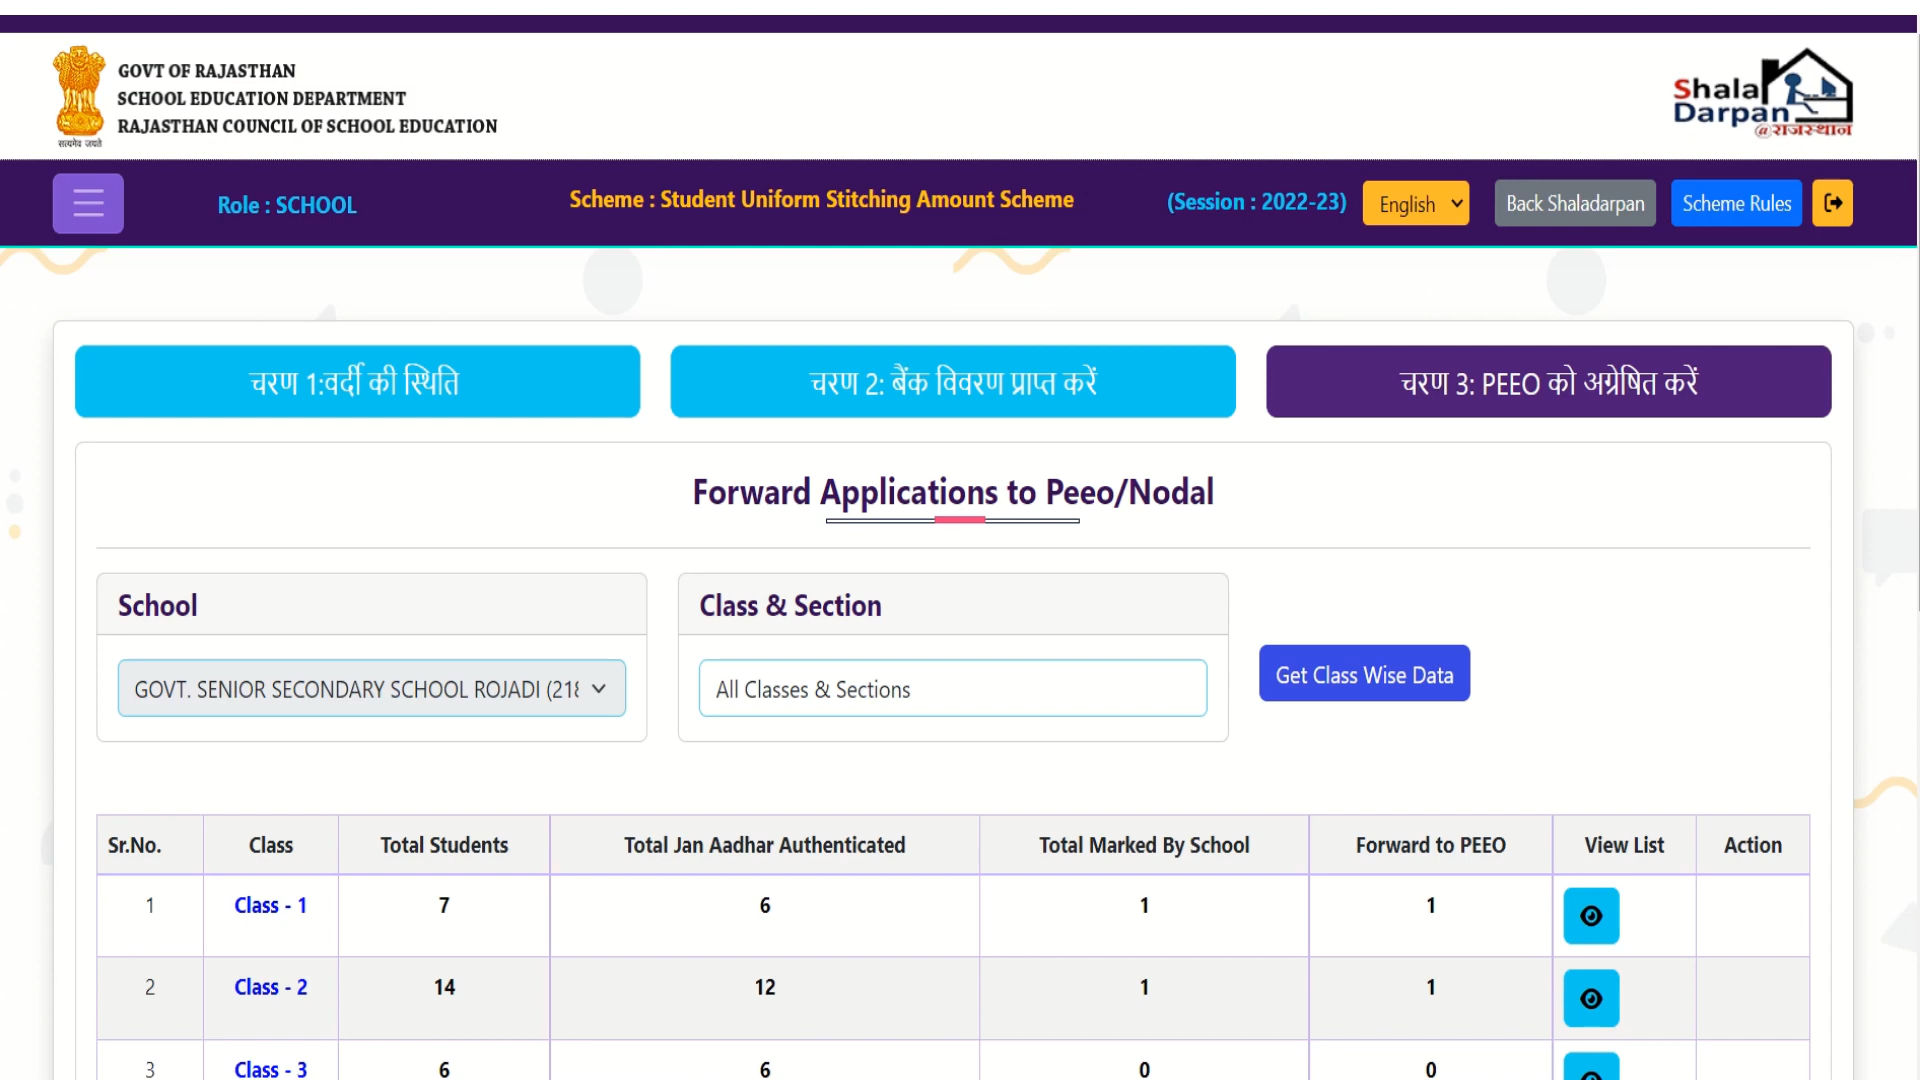 GOVT OF RAJASTHAN
SCHOOL EDUCATION DEPARTMENT
RAJASTHAN COUNCIL OF SCHOOL EDUCATION
सत्यमेव जयते
Shala
Darpan
@राजस्थान
Role : SCHOOL
Scheme : Student Uniform Stitching Amount Scheme
(Session : 2022-23)
English
Back Shaladarpan
Scheme Rules
चरण 1:वर्दी की स्थिति
चरण 2: बैंक विवरण प्राप्त करें
चरण 3: PEEO को अग्रेषित करें
Forward Applications to Peeo/Nodal
School
Class & Section
GOVT. SENIOR SECONDARY SCHOOL ROJADI (218
All Classes & Sections
Get Class Wise Data
Sr.No. Class Total Students Total Jan Aadhar Authenticated Total Marked By School Forward to PEEO View List Action
1 Class - 1 7 6 1 1
2 Class - 2 14 12 1 1
3 Class - 3 6 6 0 0